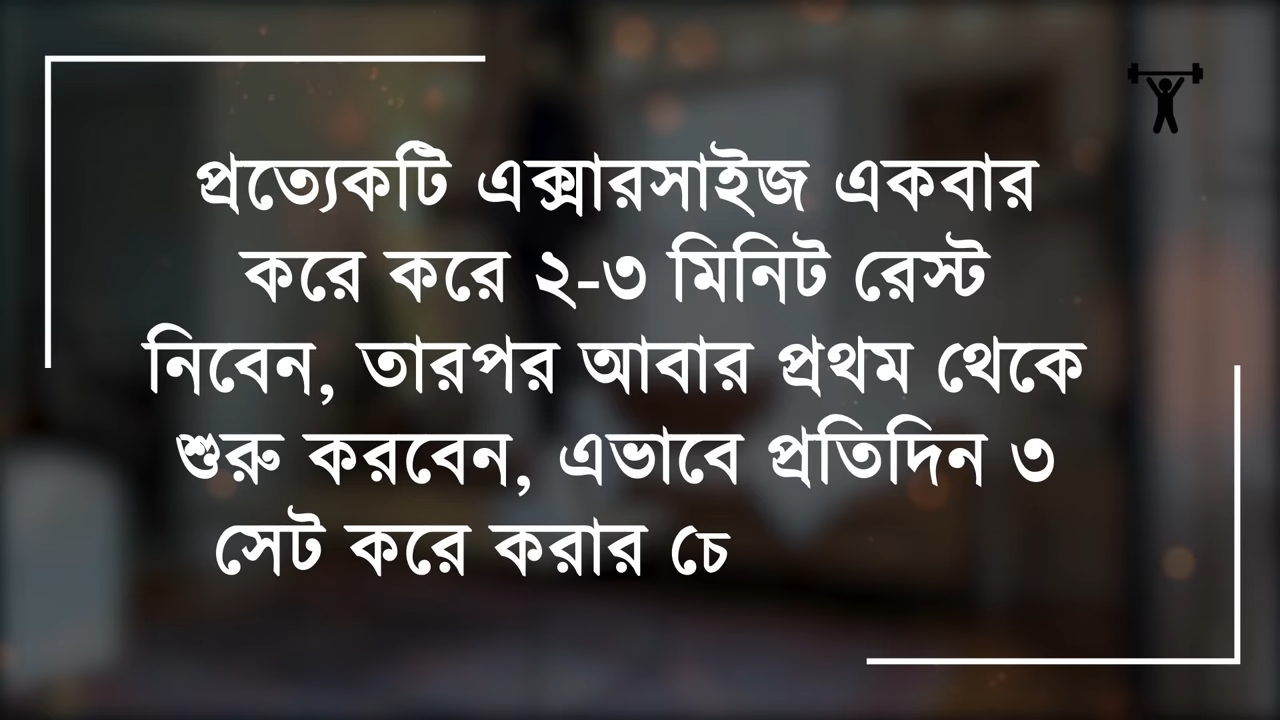 প্রত্যেকটি এক্সারসাইজ একবার
করে করে ২-৩ মিনিট রেস্ট
নিবেন, তারপর আবার প্রথম থেকে
শুরু করবেন, এভাবে প্রতিদিন ৩
সেট করে করার চে